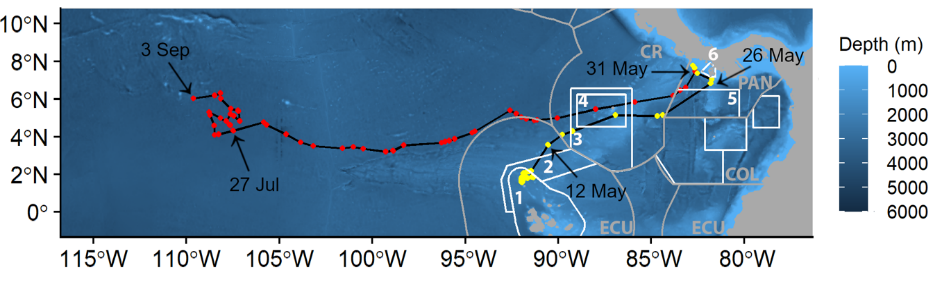 10°N
8°N
6°N
4°N
2°N
0°
3 Sep
27 Jul
31 May
26 May
12 May
CR
PAN
COL
ECU
ECU
1
2
3
4
5
6
115°W
110°W
105°W
100°W
95°W
90°W
85°W
80°W
Depth (m)
0
1000
2000
3000
4000
5000
6000